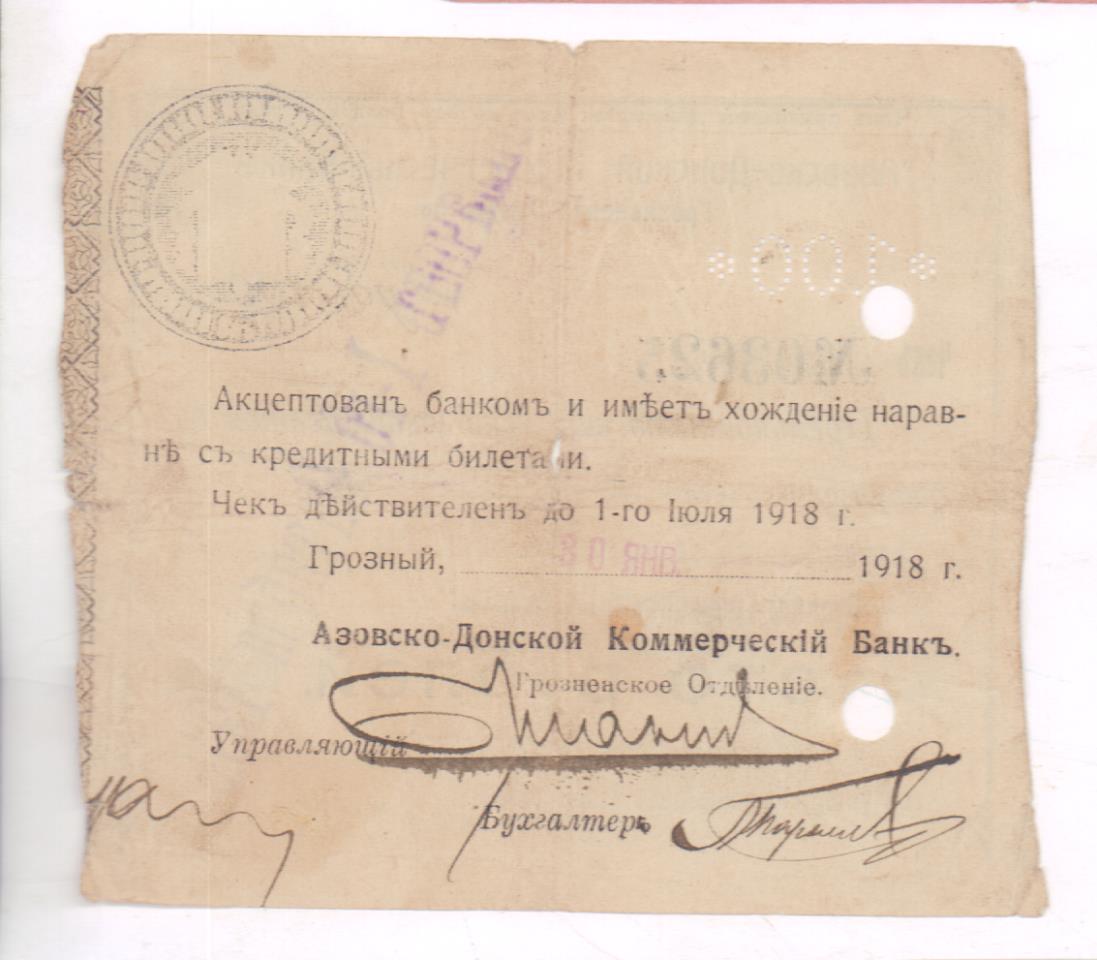 *100*
Акцептованъ банкомъ и имѣетъ хожденіе нарав-
нѣ съ кредитными билетами.
Чекъ дѣйствителенъ до 1-го Іюля 1918 г.
Грозный, 30 ЯНВ. 1918 г.
Азовско-Донской Коммерческій Банкъ.
Грозненское Отдѣленіе.
Управляющій
Бухгалтеръ